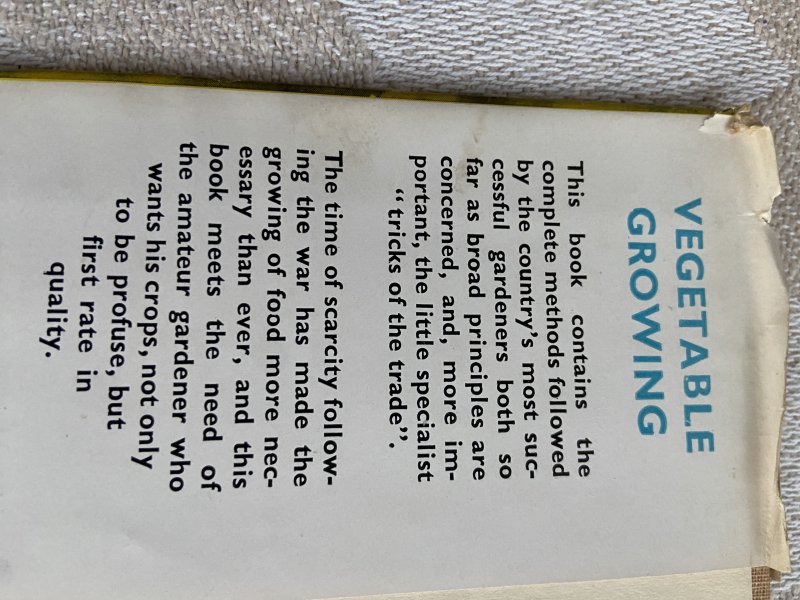 VEGETABLE
GROWING
This book contains the
complete methods followed
by the country's most suc-
cessful gardeners both so
far as broad principles are
concerned, and, more im-
portant, the little specialist
“tricks of the trade”.
The time of scarcity follow-
ing the war has made the
growing of food more nec-
essary than ever, and this
book meets the need of
the amateur gardener who
wants his crops, not only
to be profuse, but
first rate in
quality.